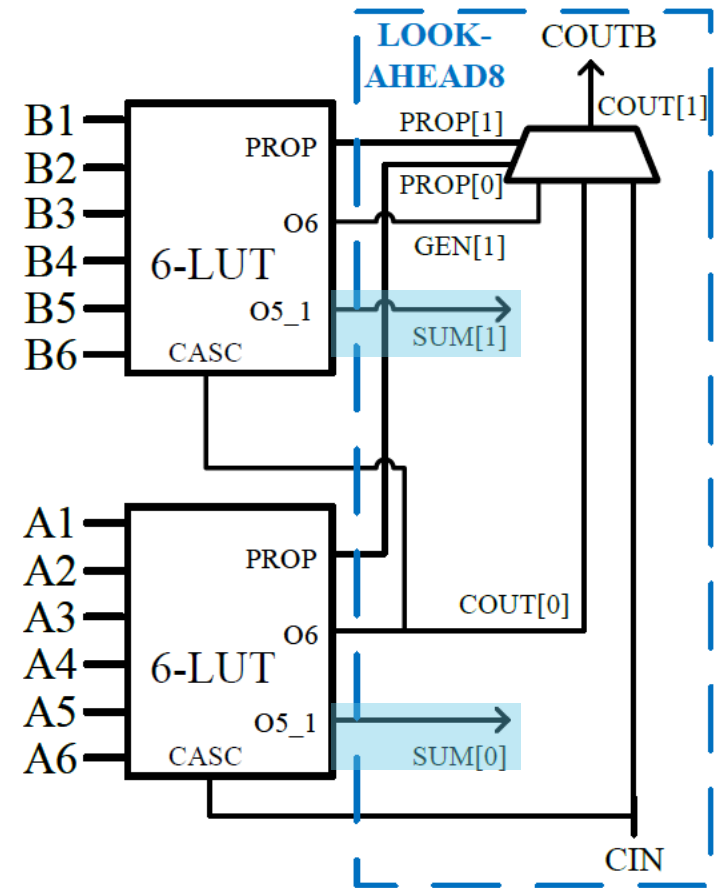 LOOK-
AHEAD8
COUTB
COUT[1]
B1
B2
B3
B4
B5
B6
PROP
O6
6-LUT
O5_1
CASC
PROP[1]
PROP[0]
GEN[1]
SUM[1]
A1
A2
A3
A4
A5
A6
PROP
O6
6-LUT
O5_1
CASC
COUT[0]
SUM[0]
CIN